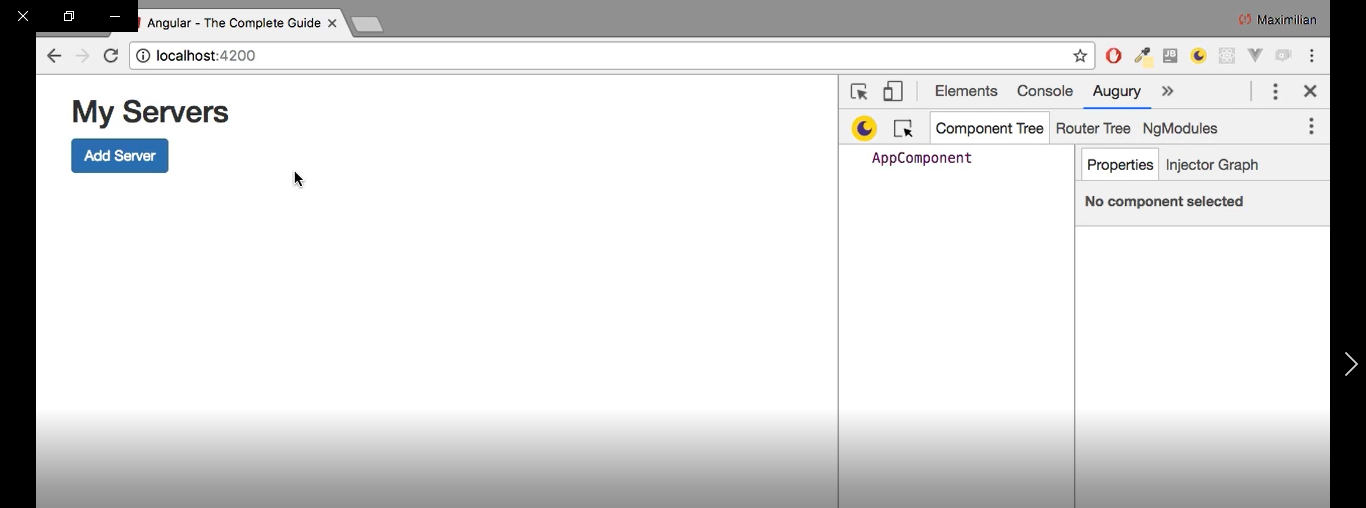 Angular - The Complete Guide
Maximilian
localhost:4200
My Servers
Add Server
Elements Console Augury
Component Tree Router Tree NgModules
AppComponent
Properties Injector Graph
No component selected